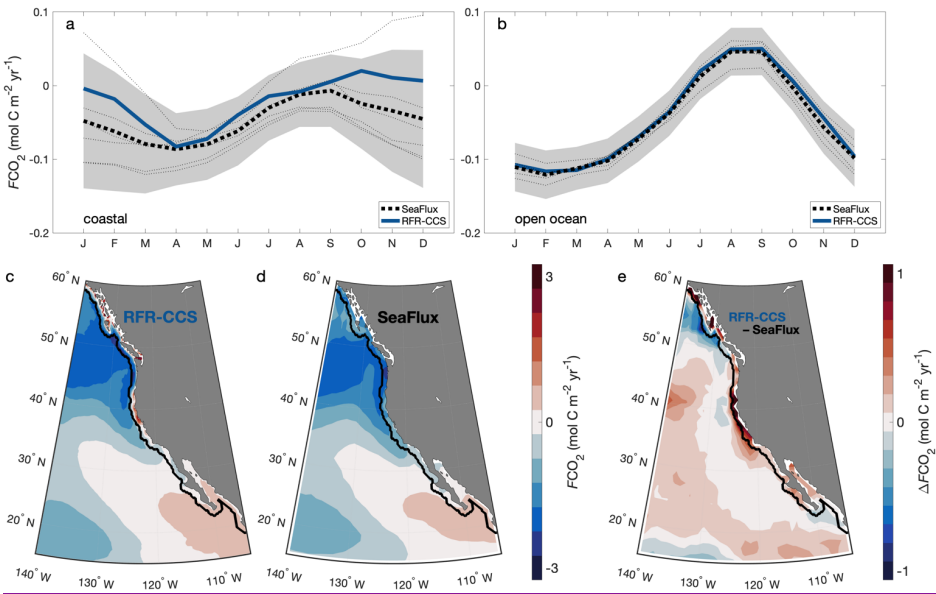 a
0.1
0
-0.1
-0.2
FCO₂ (mol C m⁻² yr⁻¹)
coastal
SeaFlux
RFR-CCS
J F M A M J J A S O N D
b
0.1
0
-0.1
-0.2
open ocean
SeaFlux
RFR-CCS
J F M A M J J A S O N D
c
RFR-CCS
60° N
50° N
40° N
30° N
20° N
140° W
130° W
120° W
110° W
d
SeaFlux
60° N
50° N
40° N
30° N
20° N
140° W
130° W
120° W
110° W
3
0
-3
FCO₂ (mol C m⁻² yr⁻¹)
e
RFR-CCS
– SeaFlux
60° N
50° N
40° N
30° N
20° N
140° W
130° W
120° W
110° W
1
0
-1
ΔFCO₂ (mol C m⁻² yr⁻¹)